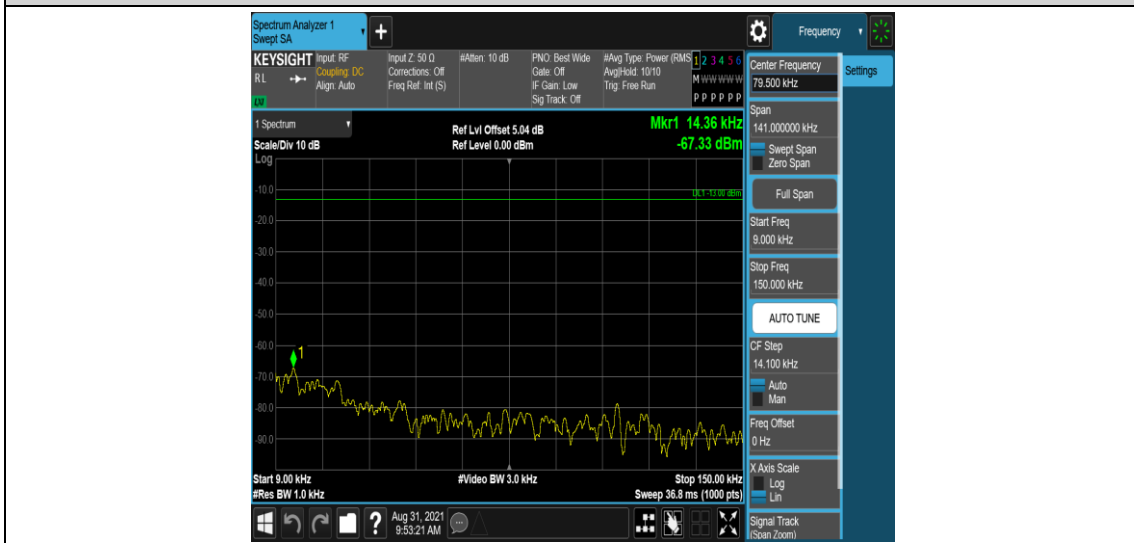 Spectrum Analyzer 1
Swept SA
+
Frequency
KEYSIGHT
RL
Input: RF
Coupling: DC
Align: Auto
Input Z: 50 Ω
Corrections: Off
Freq Ref: Int (S)
#Atten: 10 dB
PNO: Best Wide
Gate: Off
IF Gain: Low
Sig Track: Off
#Avg Type: Power (RMS
Avg|Hold: 10/10
Trig: Free Run
1 2 3 4 5 6
M W W W W W
P P P P P P
1 Spectrum
Scale/Div 10 dB
Ref Lvl Offset 5.04 dB
Ref Level 0.00 dBm
Mkr1 14.36 kHz
-67.33 dBm
Log
DL1 -13.00 dBm
-10.0
-20.0
-30.0
-40.0
-50.0
-60.0
1
-70.0
-80.0
-90.0
Start 9.00 kHz
#Res BW 1.0 kHz
#Video BW 3.0 kHz
Stop 150.00 kHz
Sweep 36.8 ms (1000 pts)
Center Frequency
79.500 kHz
Settings
Span
141.000000 kHz
Swept Span
Zero Span
Full Span
Start Freq
9.000 kHz
Stop Freq
150.000 kHz
AUTO TUNE
CF Step
14.100 kHz
Auto
Man
Freq Offset
0 Hz
X Axis Scale
Log
Lin
Signal Track
(Span Zoom)
?
Aug 31, 2021
9:53:21 AM